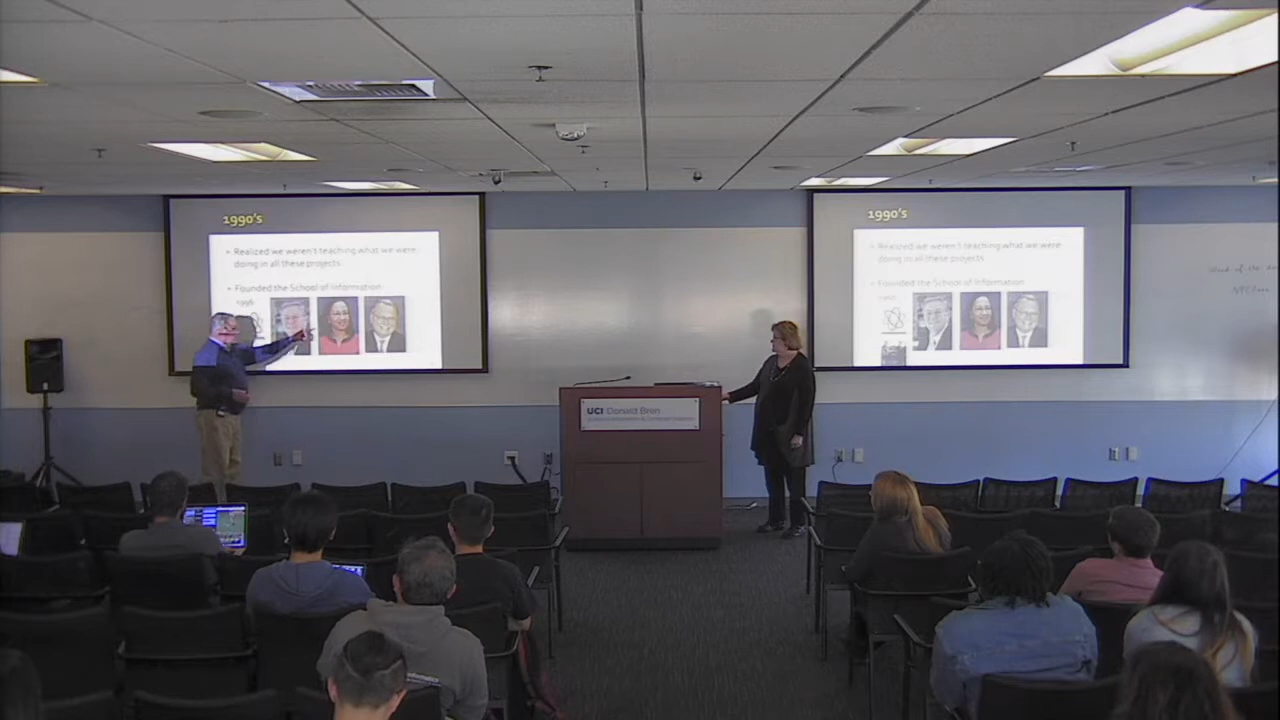 1990's
• Realized we weren't teaching what we were
doing in all these projects
• Founded the School of Information
1996
1990's
• Realized we weren't teaching what we were
doing in all these projects
• Founded the School of Information
UCI Donald Bren